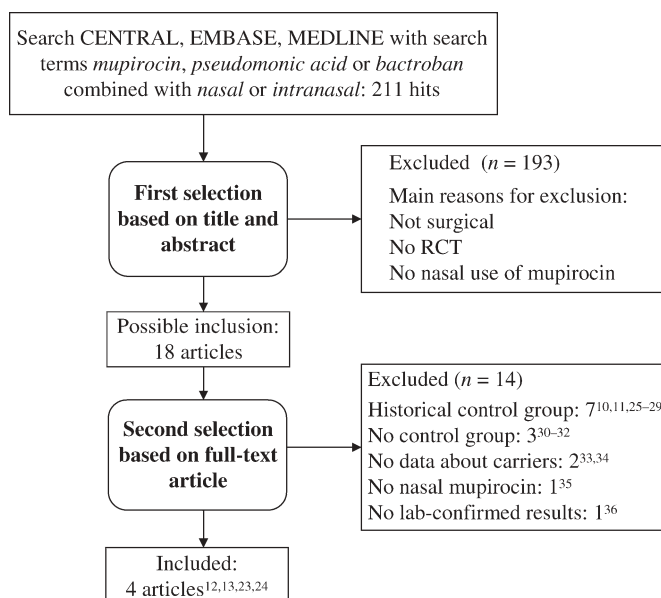 Search CENTRAL, EMBASE, MEDLINE with search
terms mupirocin, pseudomonic acid or bactroban
combined with nasal or intranasal: 211 hits
First selection
based on title and
abstract
Excluded (n = 193)
Main reasons for exclusion:
Not surgical
No RCT
No nasal use of mupirocin
Possible inclusion:
18 articles
Second selection
based on full-text
article
Excluded (n = 14)
Historical control group: 7¹⁰,¹¹,²⁵⁻²⁹
No control group: 3³⁰⁻³²
No data about carriers: 2³³,³⁴
No nasal mupirocin: 1³⁵
No lab-confirmed results: 1³⁶
Included:
4 articles¹²,¹³,²³,²⁴